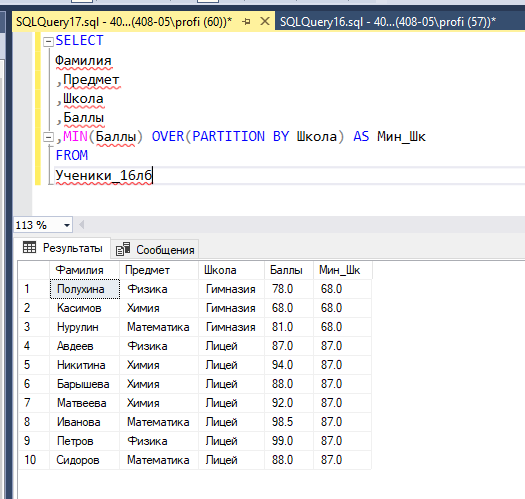 SQLQuery17.sql - 40...(408-05\profi (60))* SQLQuery16.sql - 40...(408-05\profi (57))*
SELECT
Фамилия
,Предмет
,Школа
,Баллы
,MIN(Баллы) OVER(PARTITION BY Школа) AS Мин_Шк
FROM
Ученики_16лб
113 %
Результаты Сообщения
Фамилия Предмет Школа Баллы Мин_Шк
1 Полухина Физика Гимназия 78.0 68.0
2 Касимов Химия Гимназия 68.0 68.0
3 Нурулин Математика Гимназия 81.0 68.0
4 Авдеев Физика Лицей 87.0 87.0
5 Никитина Химия Лицей 94.0 87.0
6 Барышева Химия Лицей 88.0 87.0
7 Матвеева Химия Лицей 92.0 87.0
8 Иванова Математика Лицей 98.5 87.0
9 Петров Физика Лицей 99.0 87.0
10 Сидоров Математика Лицей 88.0 87.0